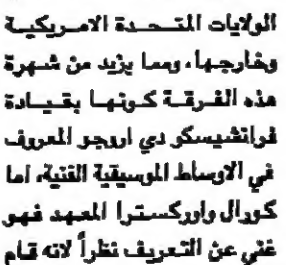 الولايات المتحدة الامريكية
وخارجها، ومما يزيد من شهرة
هذه الفرقة كونها بقيادة
فرانشيسكو دي اروجو المعروف
في الاوساط الموسيقية الفنية، اما
كورال واوركسترا المعهد فهو
غني عن التعريف نظراً لانه قام